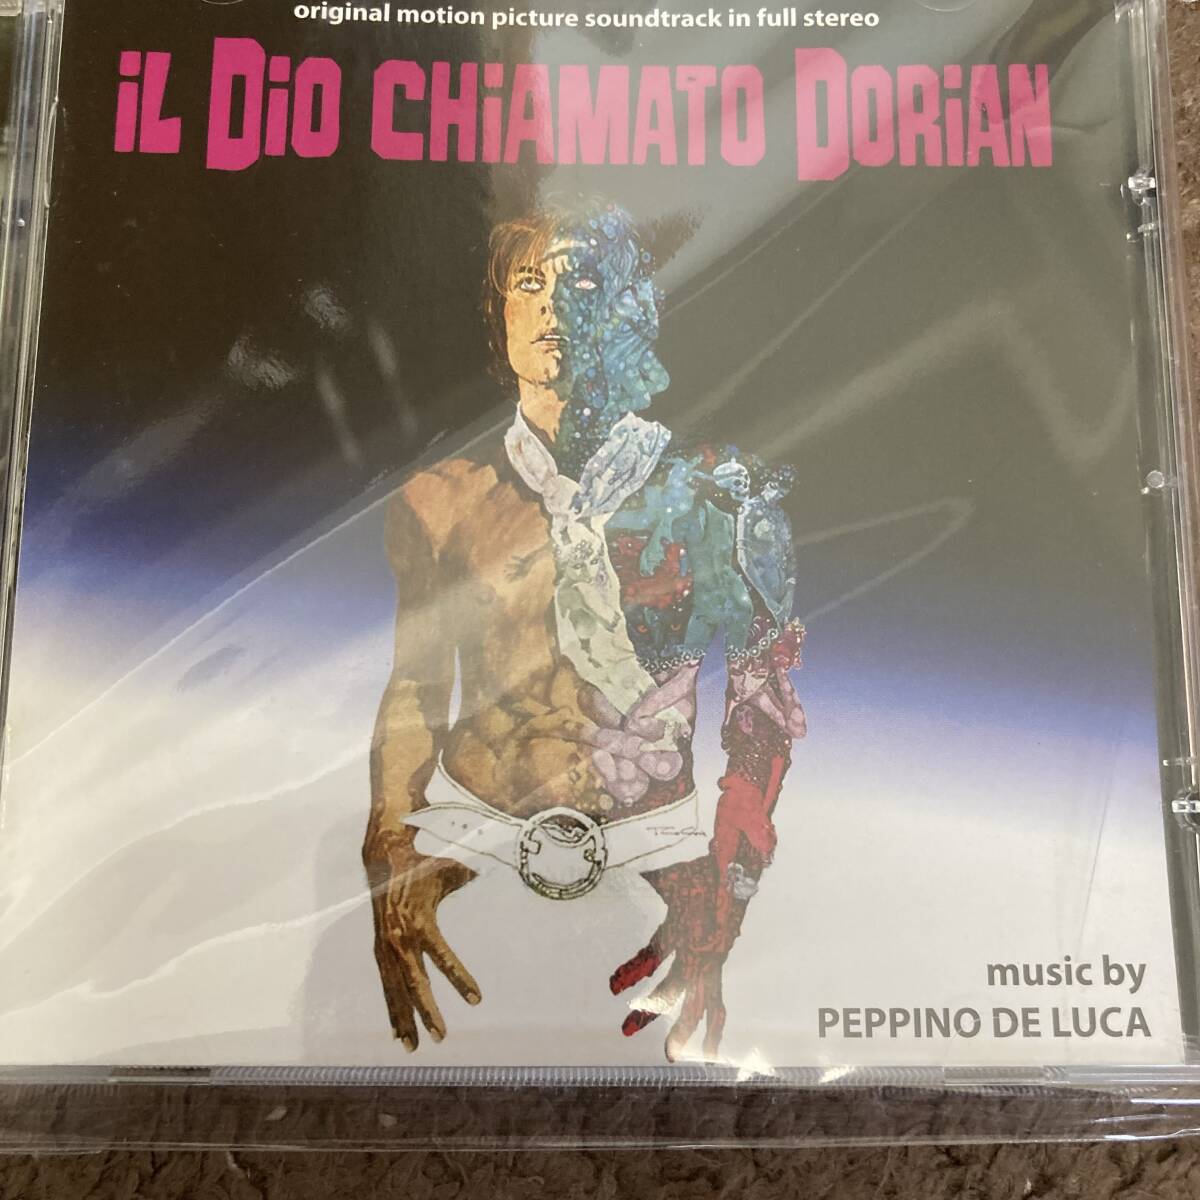 original motion picture soundtrack in full stereo
iL Dio CHiAMATO DORiAN
music by
PEPPINO DE LUCA